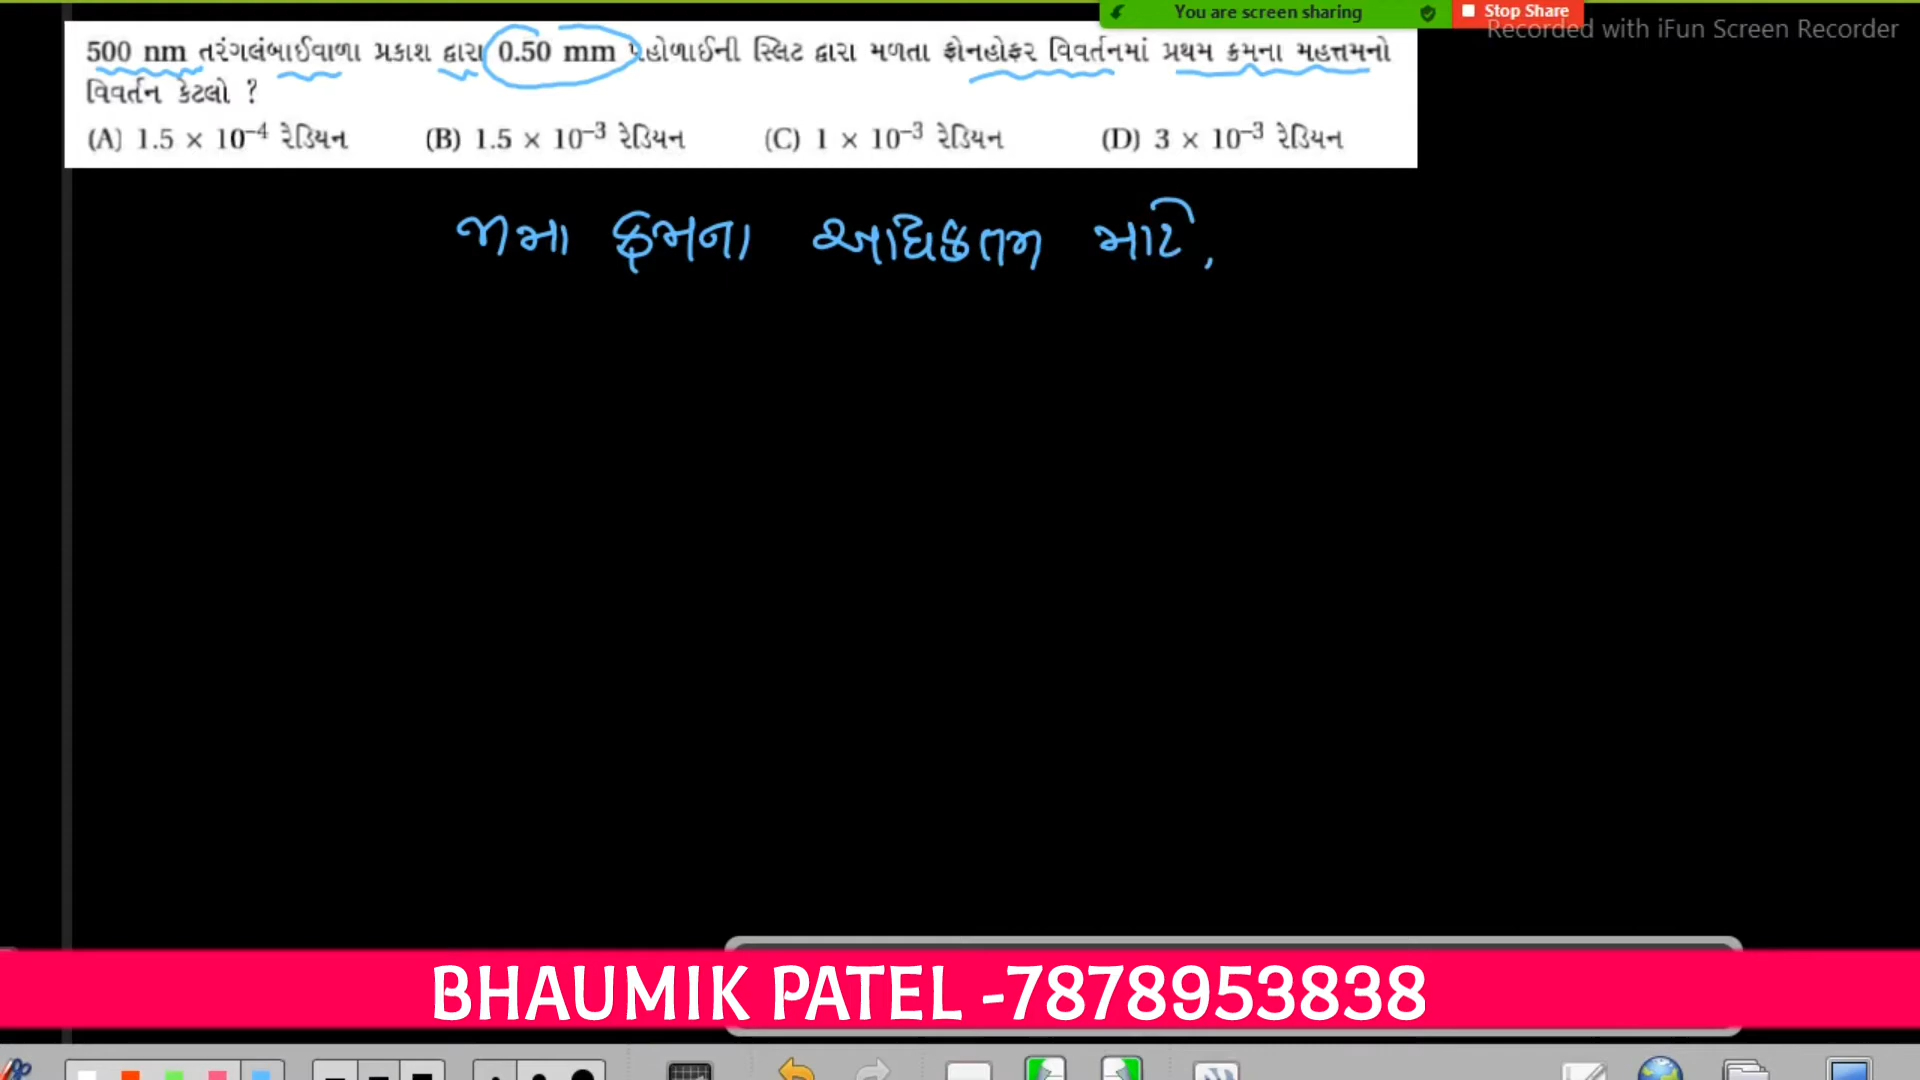 You are screen sharing
Stop Share
Recorded with iFun Screen Recorder
500 nm તરંગલંબાઈવાળા પ્રકાશ દ્વારા 0.50 mm પહોળાઈની સ્લિટ દ્વારા મળતા ફ્રોનહોફર વિવર્તનમાં પ્રથમ ક્રમના મહત્તમનો
વિવર્તન કેટલો ?
(A) 1.5 × 10⁻⁴ રેડિયન (B) 1.5 × 10⁻³ રેડિયન (C) 1 × 10⁻³ રેડિયન (D) 3 × 10⁻³ રેડિયન
ક્રમના અધિકતમ માટે,
BHAUMIK PATEL -7878953838